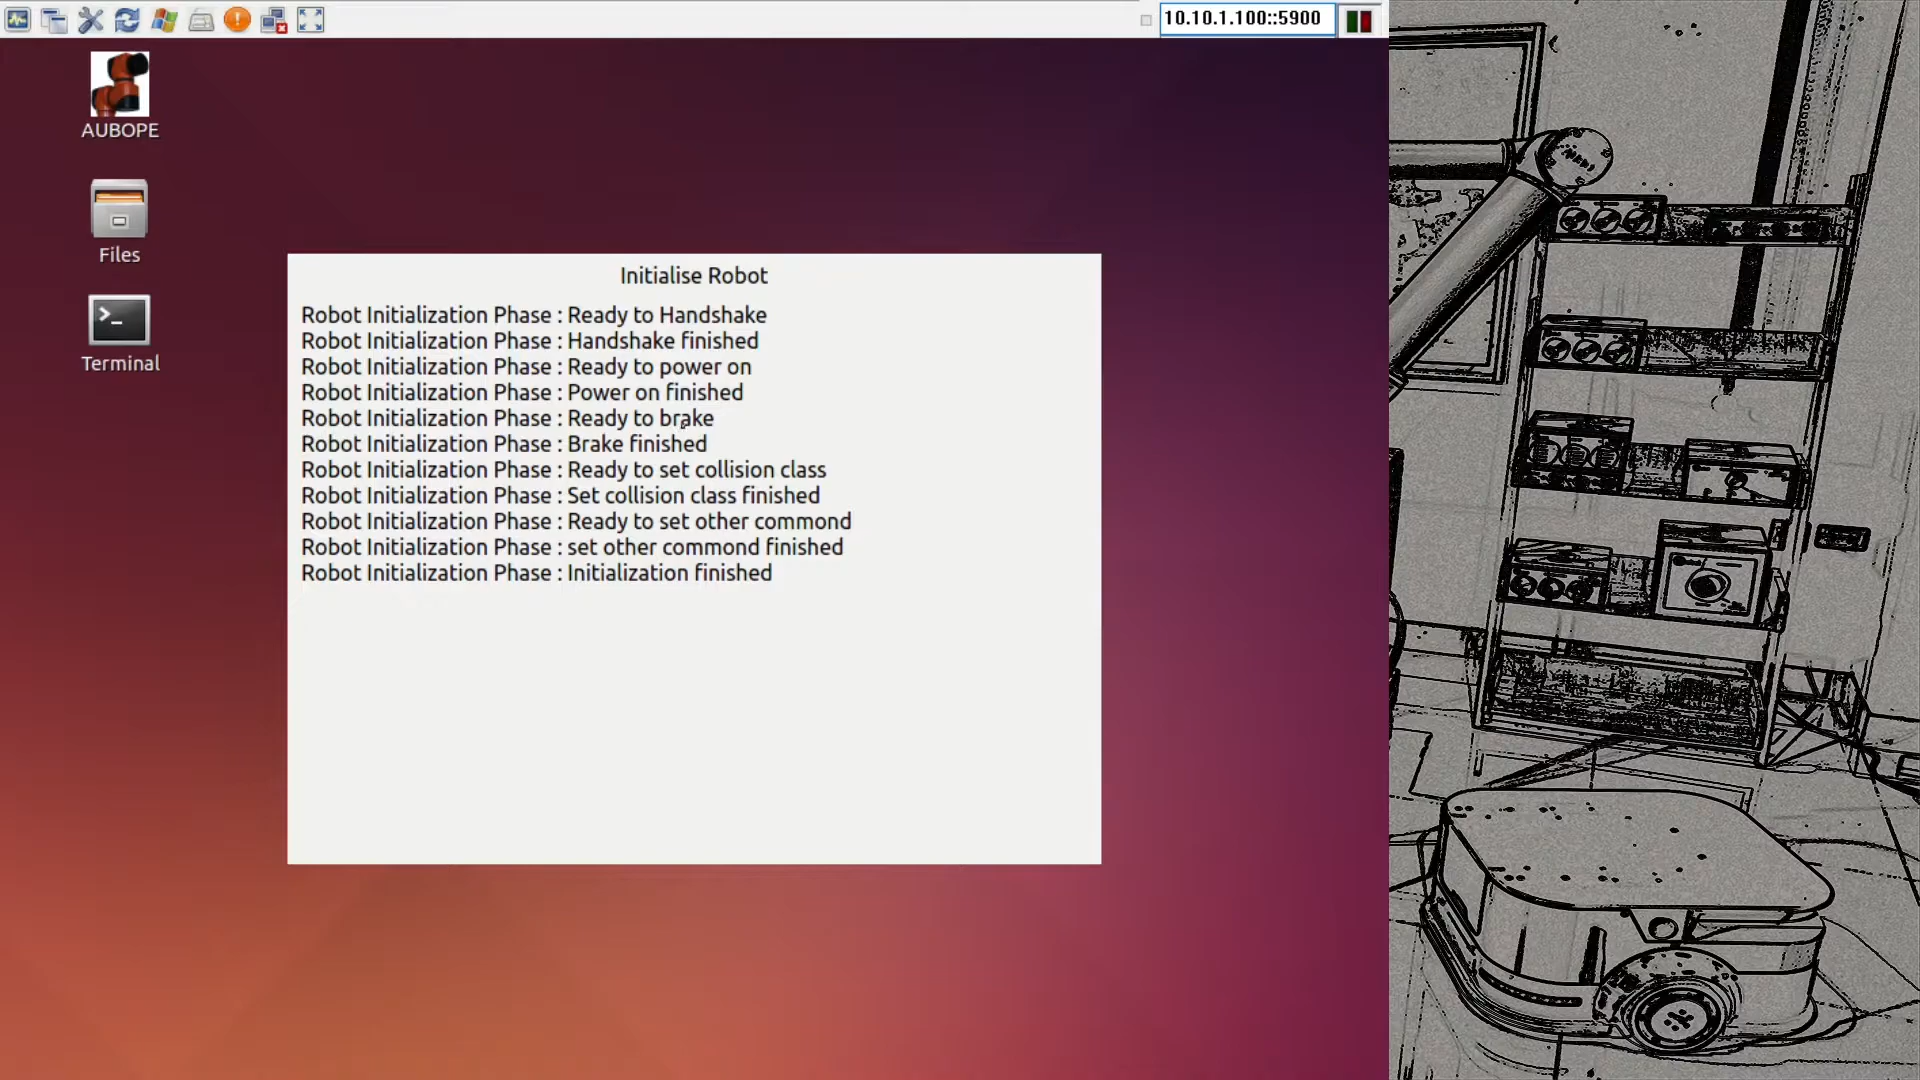 10.10.1.100::5900
AUBOPE
Files
Terminal
Initialise Robot
Robot Initialization Phase : Ready to Handshake
Robot Initialization Phase : Handshake finished
Robot Initialization Phase : Ready to power on
Robot Initialization Phase : Power on finished
Robot Initialization Phase : Ready to brake
Robot Initialization Phase : Brake finished
Robot Initialization Phase : Ready to set collision class
Robot Initialization Phase : Set collision class finished
Robot Initialization Phase : Ready to set other commond
Robot Initialization Phase : set other commond finished
Robot Initialization Phase : Initialization finished